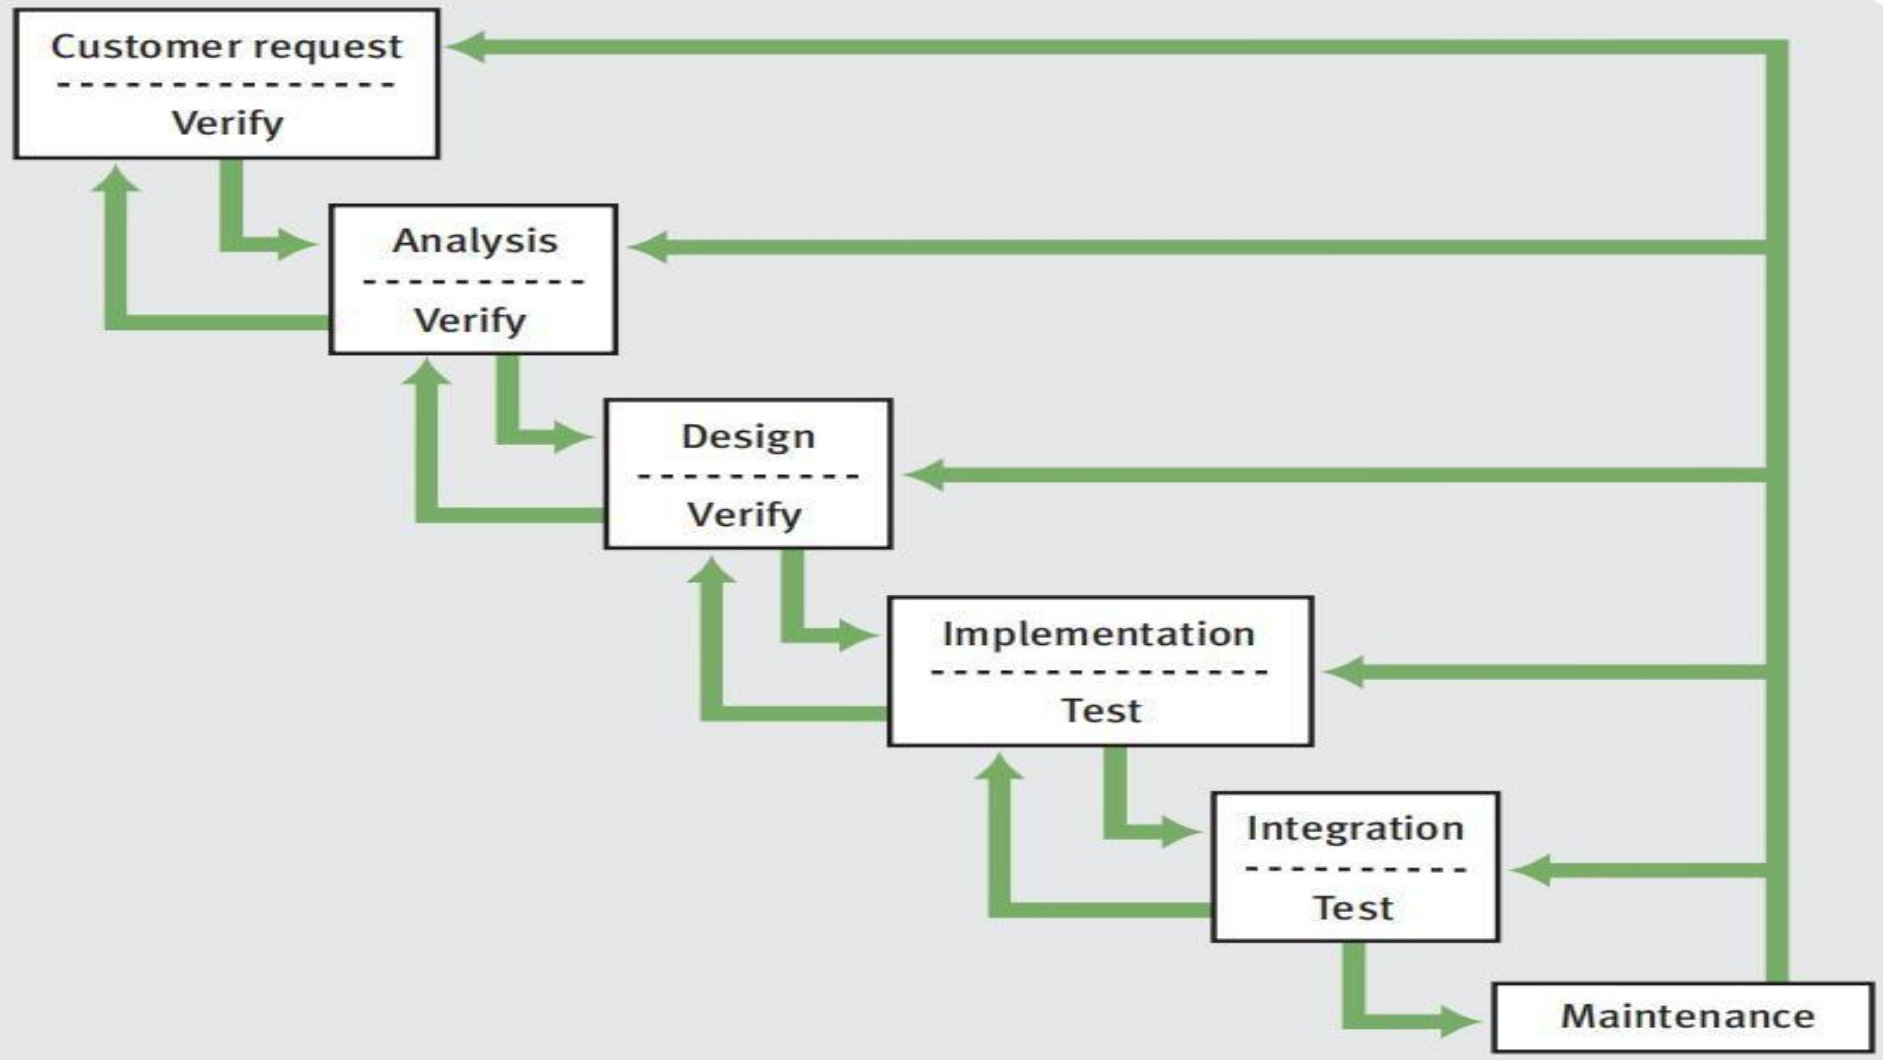 Customer request
Verify
Analysis
Verify
Design
Verify
Implementation
Test
Integration
Test
Maintenance